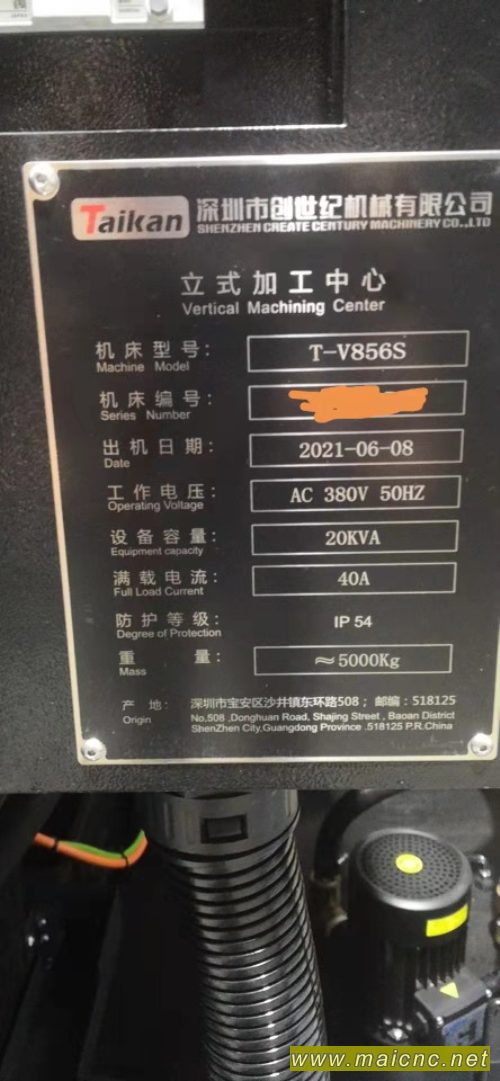 Taikan 深圳市创世纪机械有限公司
SHENZHEN CREATE CENTURY MACHINERY CO.,LTD
立式加工中心
Vertical Machining Center
机床型号: T-V856S
Machine Model
机床编号:
Series Number
出机日期: 2021-06-08
Date
工作电压: AC 380V 50HZ
Operating Voltage
设备容量: 20KVA
Equipment capacity
满载电流: 40A
Full Load Current
防护等级: IP 54
Degree of Protection
重量: ≈5000Kg
Mass
产地: 深圳市宝安区沙井镇东环路508; 邮编: 518125
Origin No,508 ,Donghuan Road, Shajing Street , Baoan District
ShenZhen City,Guangdong Province .518125 P.R.China
www.maicnc.net